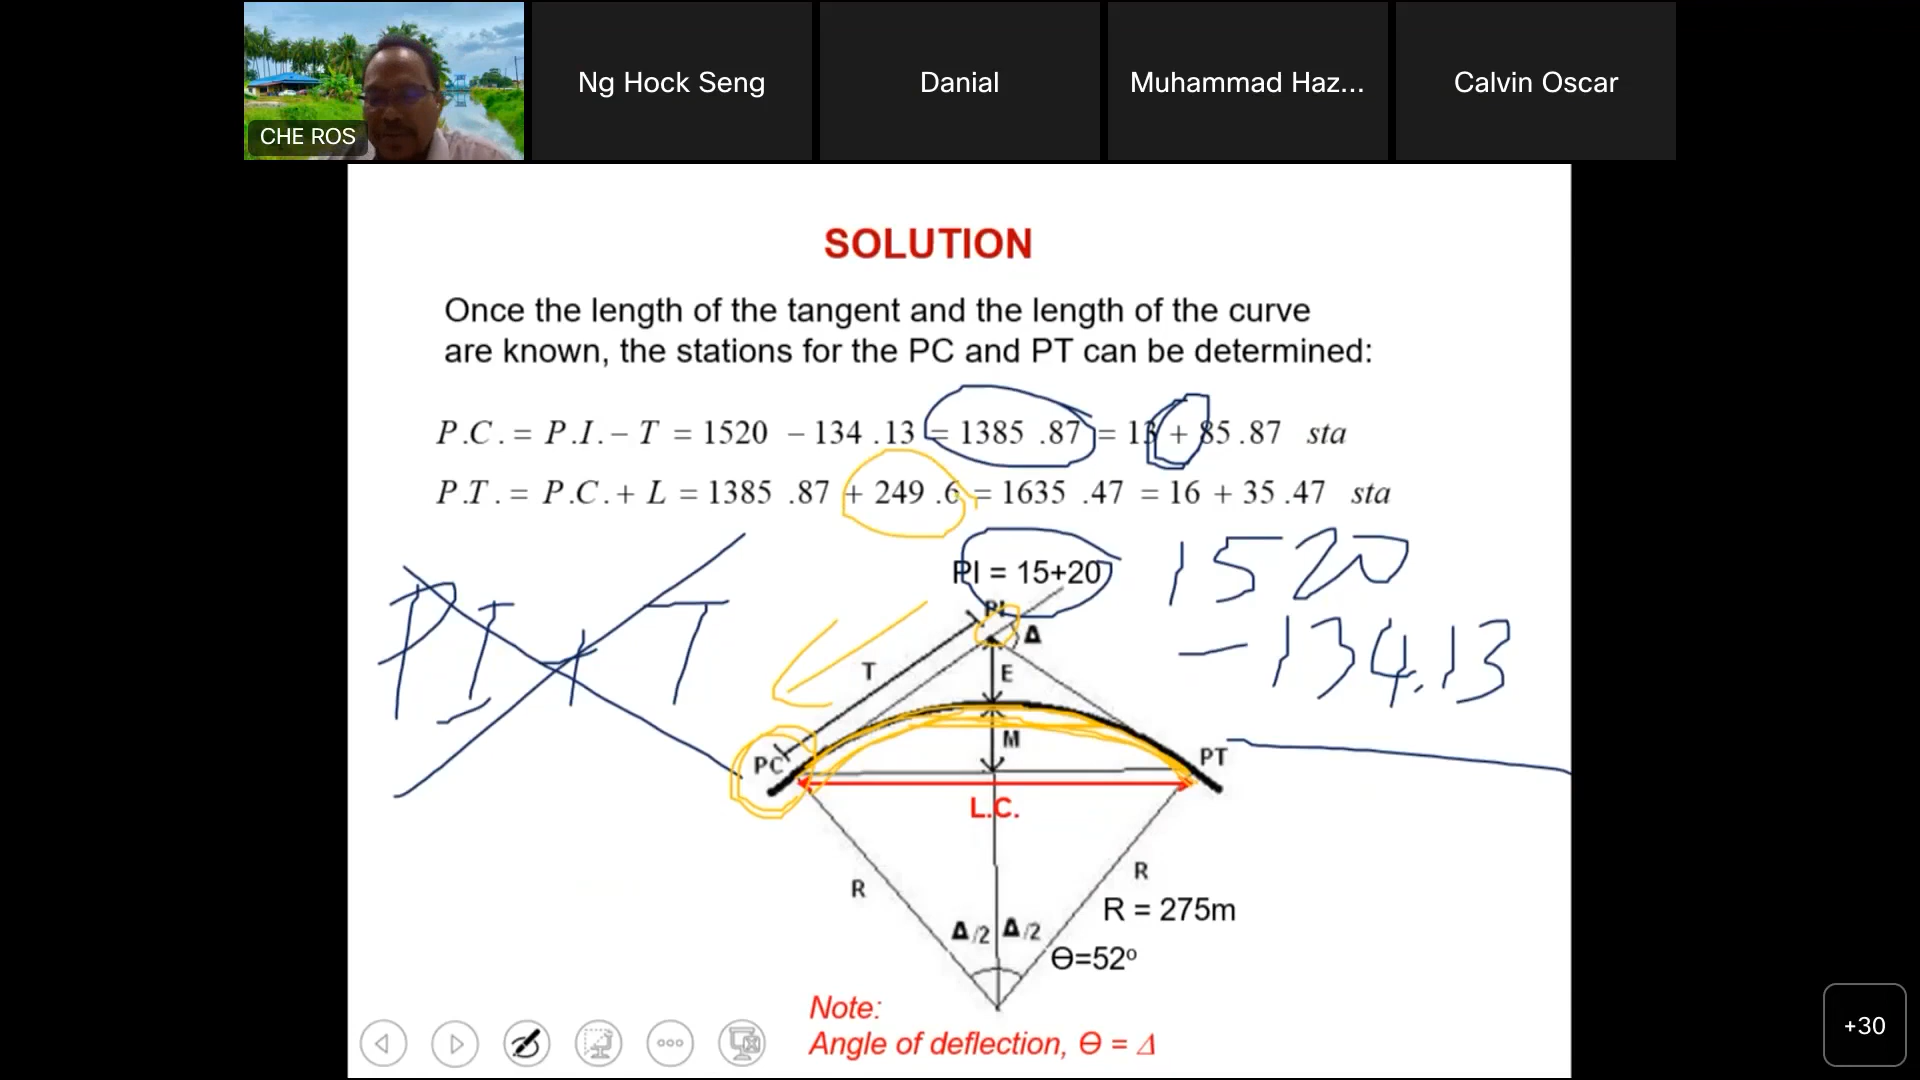 CHE ROS
Ng Hock Seng
Danial
Muhammad Haz...
Calvin Oscar
SOLUTION
Once the length of the tangent and the length of the curve
are known, the stations for the PC and PT can be determined:
P.C. = P.I. – T = 1520 – 134 .13 = 1385 .87 = 13 + 85.87 sta
P.T. = P.C. + L = 1385 .87 + 249 .6 = 1635 .47 = 16 + 35 .47 sta
PI = 15+20
1520
PI + T
PI
Δ
– 134.13
T
E
M
PC
PT
L.C.
R
R
R = 275m
Δ/2
Δ/2
Ɵ=52º
Note:
Angle of deflection, Ɵ = Δ
+30